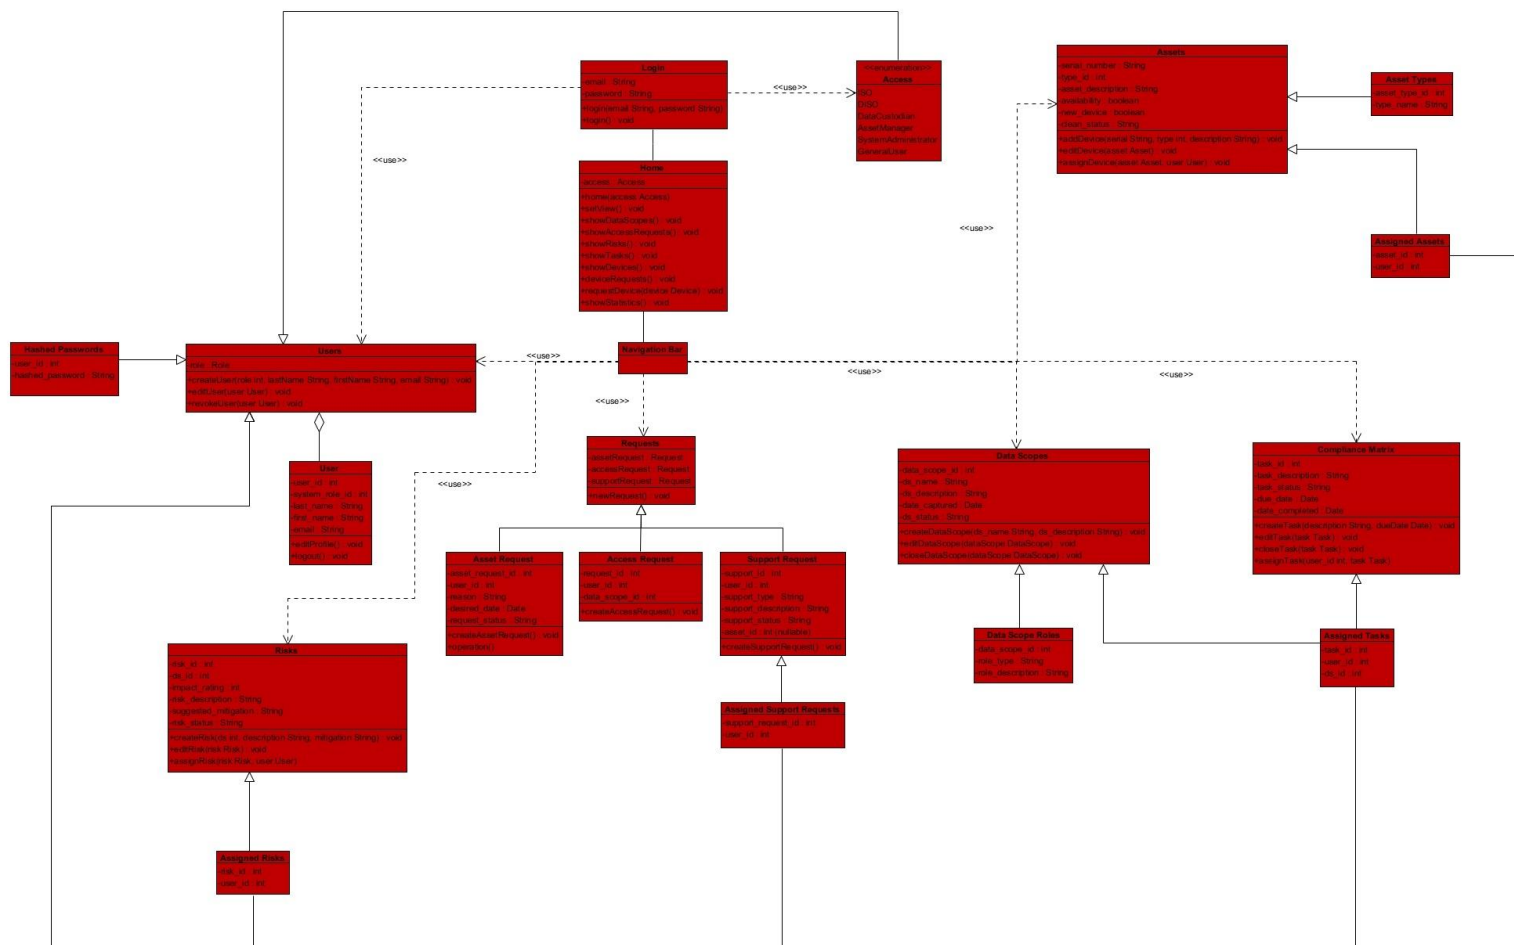 Login
-email : String
-password : String
+login(email String, password String)
+login() : void
<<use>>
<<enumeration>>
Access
ISO
DISO
DataCustodian
AssetManager
SystemAdministrator
GeneralUser
Assets
-serial_number : String
-type_id : int
-asset_description : String
-availability : boolean
-new_device : boolean
-clean_status : String
+addDevice(serial String, type int, description String) : void
+editDevice(asset Asset) : void
+assignDevice(asset Asset, user User) : void
Asset Types
-asset_type_id : int
-type_name : String
<<use>>
Home
-access : Access
+home(access Access)
+setView() : void
+showDataScopes() : void
+showAccessRequests() : void
+showRisks() : void
+showTasks() : void
+showDevices() : void
+deviceRequests() : void
+requestDevice(device Device) : void
+showStatistics() : void
<<use>>
Assigned Assets
-asset_id : int
-user_id : int
Hashed Passwords
-user_id : int
-hashed_password : String
Users
-role : Role
+createUser(role int, lastName String, firstName String, email String) : void
+editUser(user User) : void
+revokeUser(user User) : void
<<use>>
Navigation Bar
<<use>>
<<use>>
<<use>>
<<use>>
User
-user_id : int
-system_role_id : int
-last_name : String
-first_name : String
-email : String
+editProfile() : void
+logout() : void
Requests
-assetRequest : Request
-accessRequest : Request
-supportRequest : Request
+newRequest() : void
Data Scopes
-data_scope_id : int
-ds_name : String
-ds_description : String
-date_captured : Date
-ds_status : String
+createDataScope(ds_name String, ds_description String) : void
+editDataScope(dataScope DataScope) : void
+closeDataScope(dataScope DataScope) : void
Compliance Matrix
-task_id : int
-task_description : String
-task_status : String
-due_date : Date
-date_completed : Date
+createTask(description String, dueDate Date) : void
+editTask(task Task) : void
+closeTask(task Task) : void
+assignTask(user_id int, task Task)
Asset Request
-asset_request_id : int
-user_id : int
-reason : String
-desired_date : Date
-request_status : String
+createAssetRequest() : void
+operation()
Access Request
-request_id : int
-user_id : int
-data_scope_id : int
+createAccessRequest() : void
Support Request
-support_id : int
-user_id : int
-support_type : String
-support_description : String
-support_status : String
-asset_id : int (nullable)
+createSupportRequest() : void
Data Scope Roles
-data_scope_id : int
-role_type : String
-role_description : String
Assigned Tasks
-task_id : int
-user_id : int
-ds_id : int
Risks
-risk_id : int
-ds_id : int
-impact_rating : int
-risk_description : String
-suggested_mitigation : String
-risk_status : String
+createRisk(ds int, description String, mitigation String) : void
+editRisk(risk Risk) : void
+assignRisk(risk Risk, user User)
Assigned Support Requests
-support_request_id : int
-user_id : int
Assigned Risks
-risk_id : int
-user_id : int